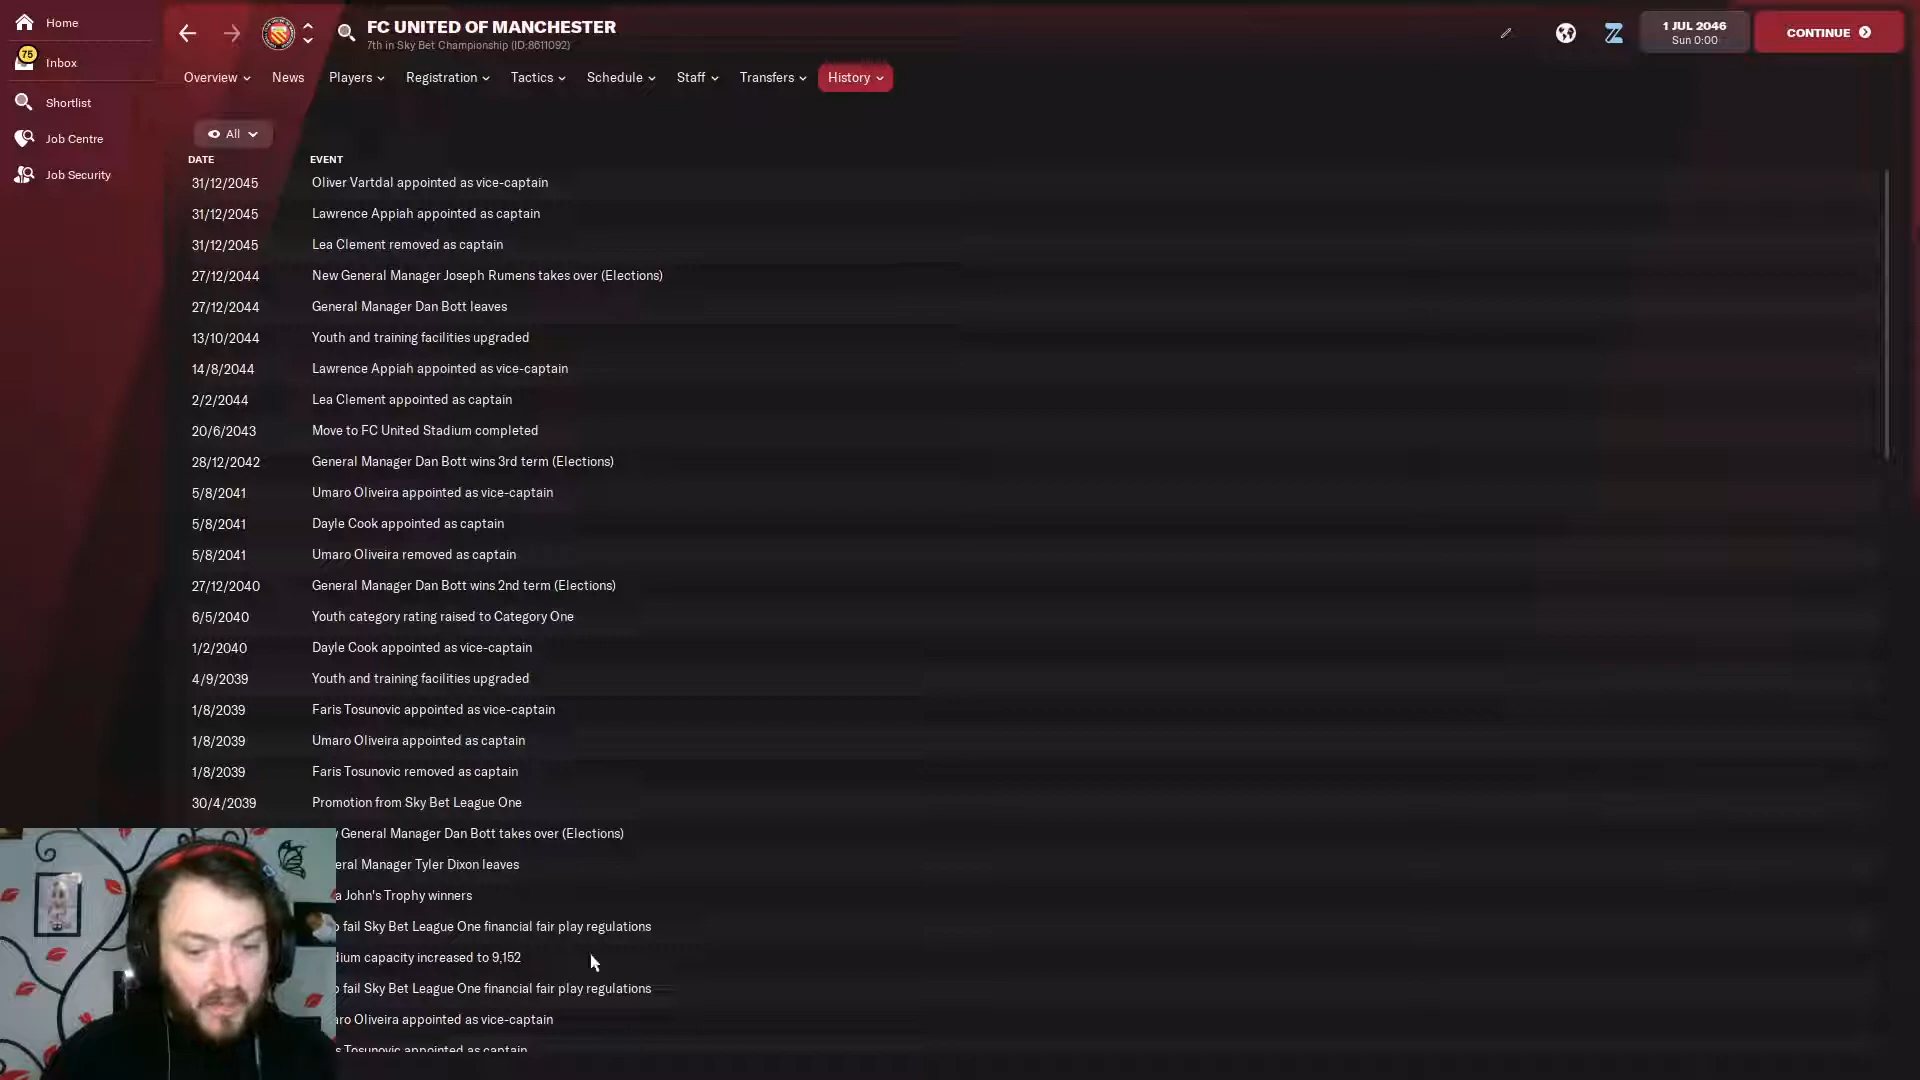 Home
75
Inbox
Shortlist
Job Centre
Job Security
FC UNITED OF MANCHESTER
7th in Sky Bet Championship (ID:8611092)
1 JUL 2046
Sun 0:00
CONTINUE
Overview
News
Players
Registration
Tactics
Schedule
Staff
Transfers
History
All
DATE EVENT
31/12/2045 Oliver Vartdal appointed as vice-captain
31/12/2045 Lawrence Appiah appointed as captain
31/12/2045 Lea Clement removed as captain
27/12/2044 New General Manager Joseph Rumens takes over (Elections)
27/12/2044 General Manager Dan Bott leaves
13/10/2044 Youth and training facilities upgraded
14/8/2044 Lawrence Appiah appointed as vice-captain
2/2/2044 Lea Clement appointed as captain
20/6/2043 Move to FC United Stadium completed
28/12/2042 General Manager Dan Bott wins 3rd term (Elections)
5/8/2041 Umaro Oliveira appointed as vice-captain
5/8/2041 Dayle Cook appointed as captain
5/8/2041 Umaro Oliveira removed as captain
27/12/2040 General Manager Dan Bott wins 2nd term (Elections)
6/5/2040 Youth category rating raised to Category One
1/2/2040 Dayle Cook appointed as vice-captain
4/9/2039 Youth and training facilities upgraded
1/8/2039 Faris Tosunovic appointed as vice-captain
1/8/2039 Umaro Oliveira appointed as captain
1/8/2039 Faris Tosunovic removed as captain
30/4/2039 Promotion from Sky Bet League One
General Manager Dan Bott takes over (Elections)
eral Manager Tyler Dixon leaves
a John's Trophy winners
fail Sky Bet League One financial fair play regulations
dium capacity increased to 9,152
fail Sky Bet League One financial fair play regulations
aro Oliveira appointed as vice-captain
s Tosunovic appointed as captain